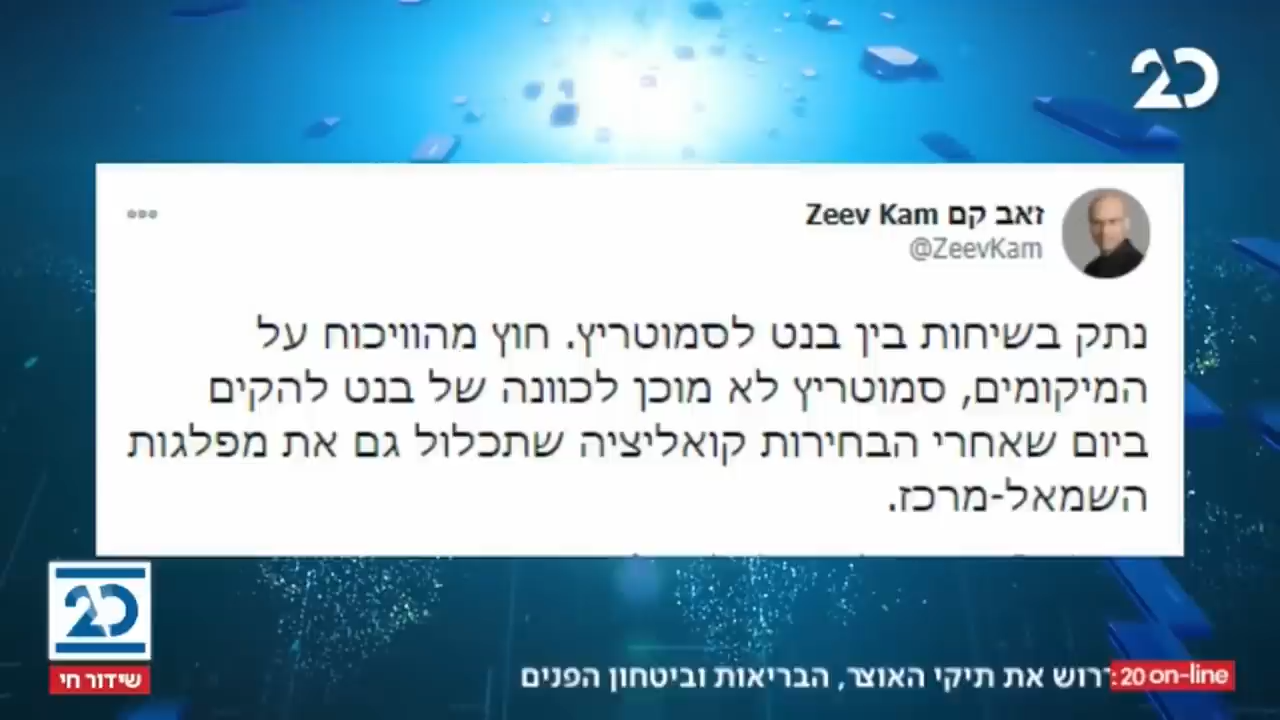 20
זאב קם Zeev Kam
@ZeevKam
נתק בשיחות בין בנט לסמוטריץ. חוץ מהוויכוח על
המיקומים, סמוטריץ לא מוכן לכוונה של בנט להקים
ביום שאחרי הבחירות קואליציה שתכלול גם את מפלגות
השמאל-מרכז.
20
שידור חי
20 on-line: את תיקי האוצר, הבריאות וביטחון הפנים